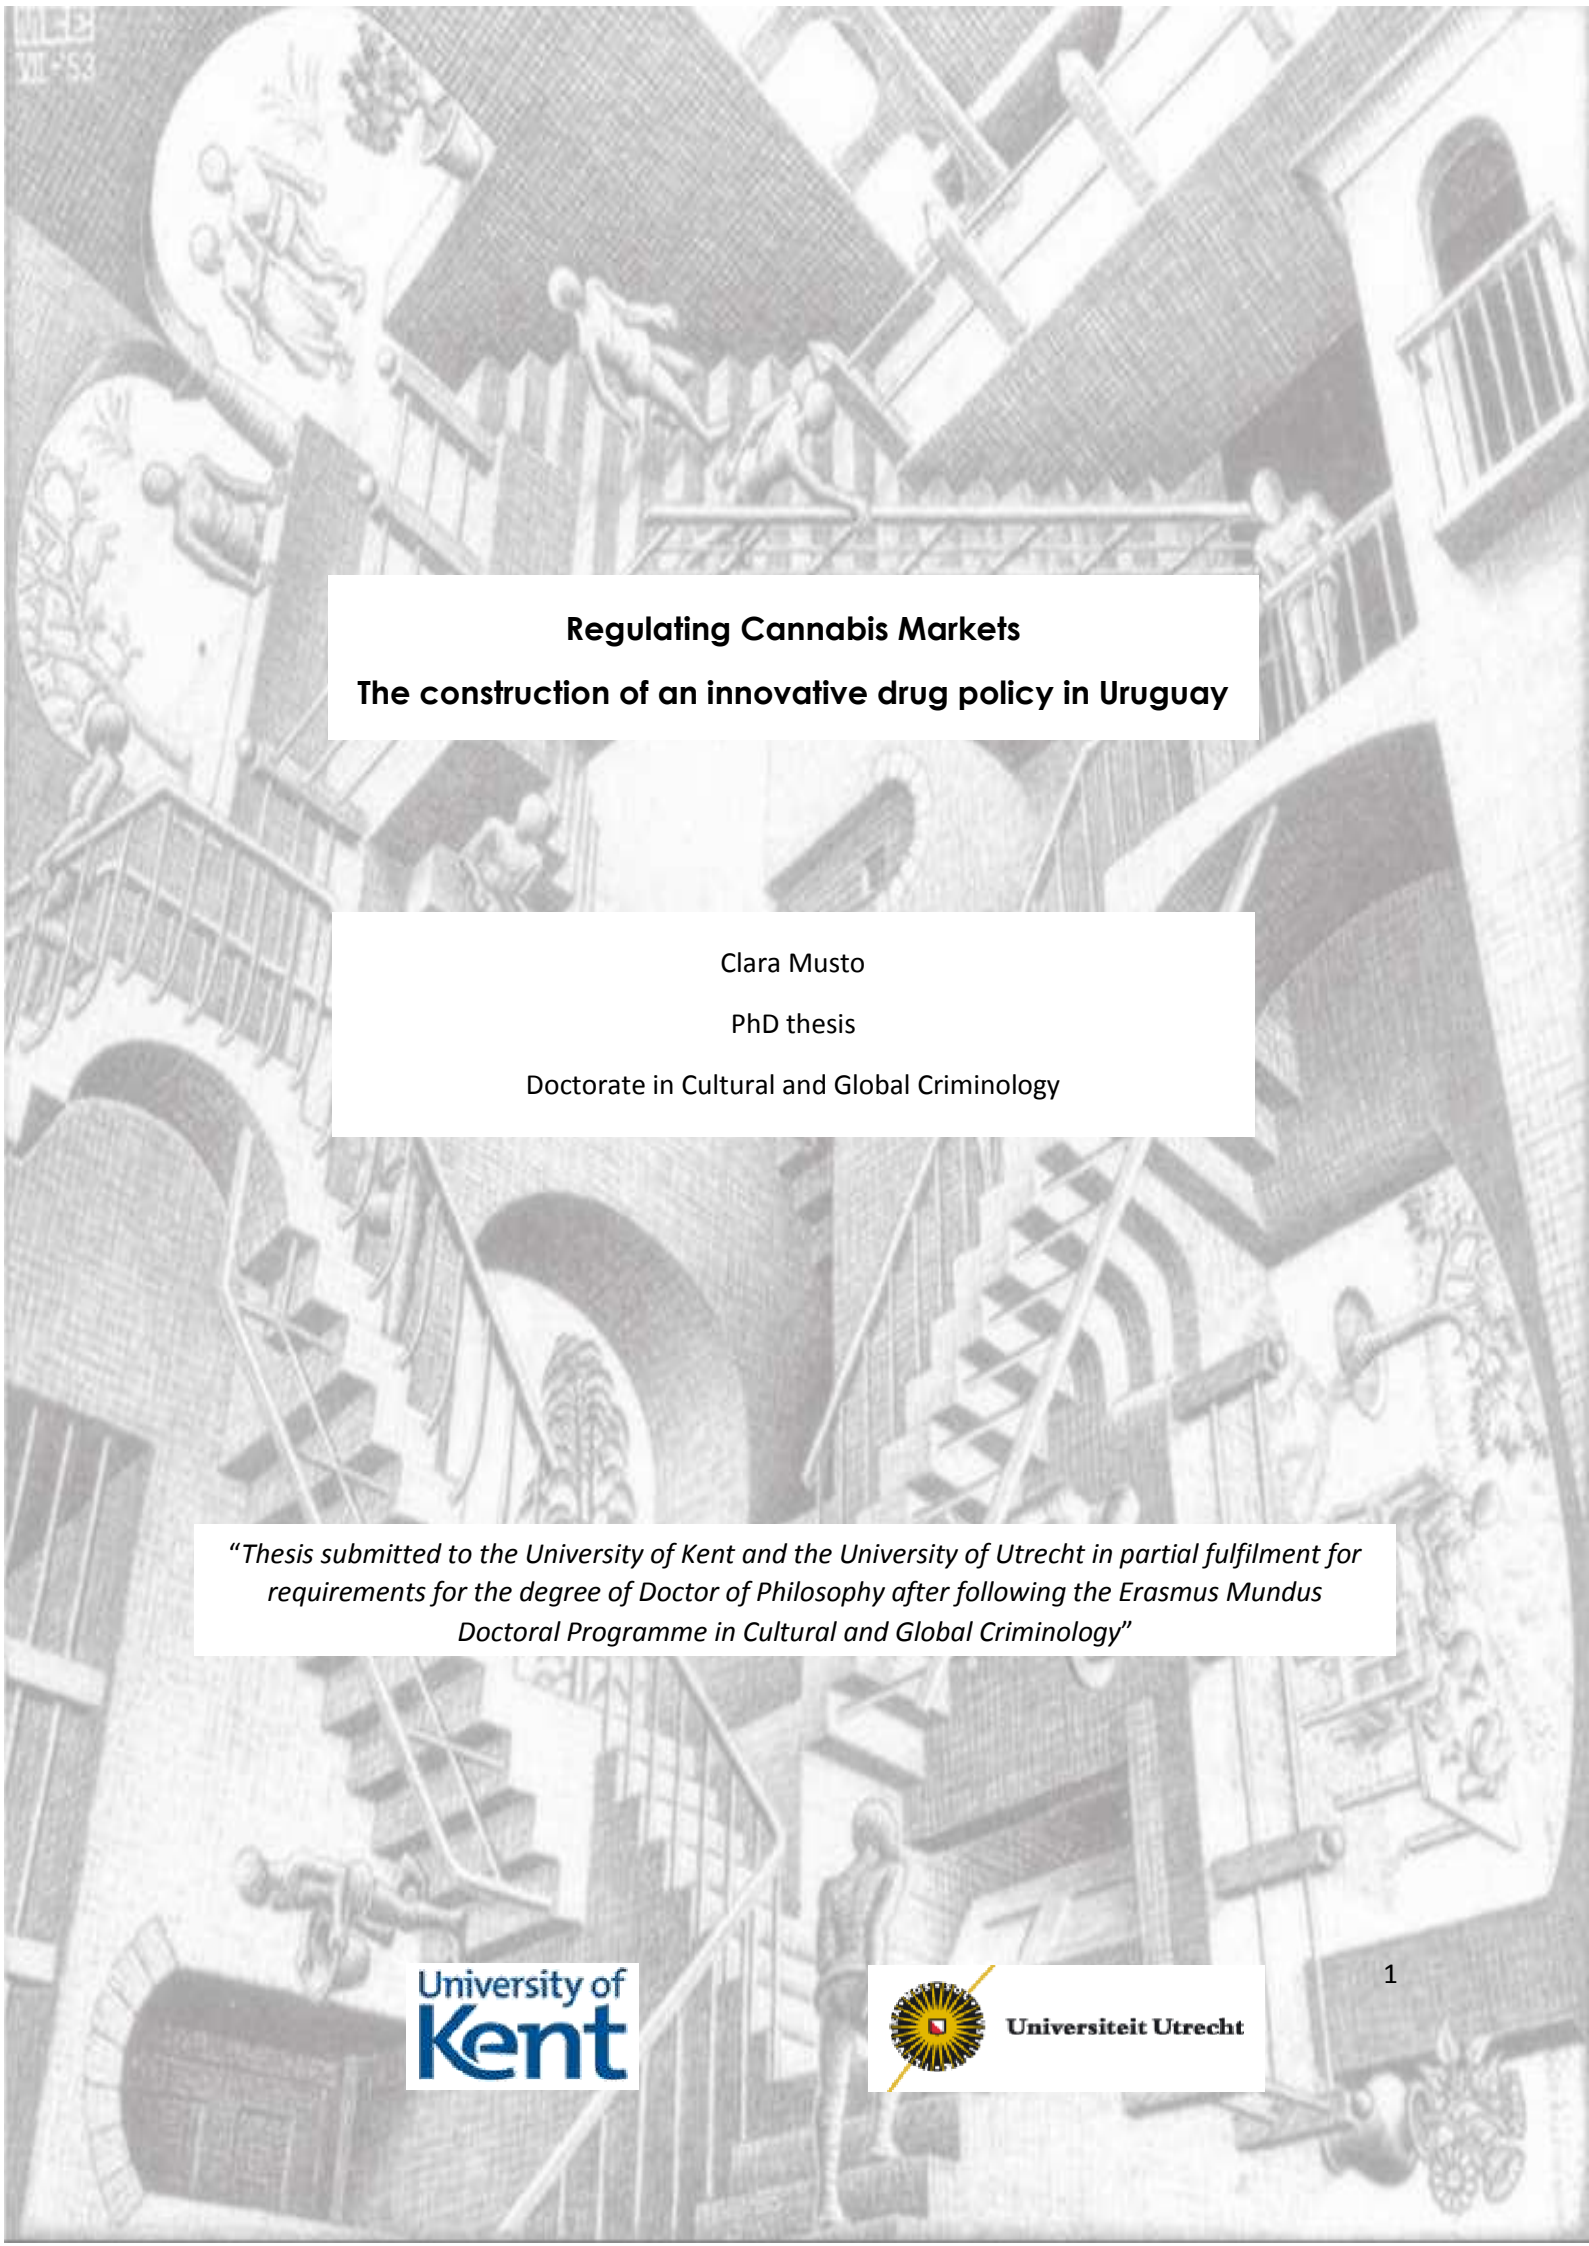 MCE
VII-53
Regulating Cannabis Markets
The construction of an innovative drug policy in Uruguay
Clara Musto
PhD thesis
Doctorate in Cultural and Global Criminology
“Thesis submitted to the University of Kent and the University of Utrecht in partial fulfilment for
requirements for the degree of Doctor of Philosophy after following the Erasmus Mundus
Doctoral Programme in Cultural and Global Criminology”
1
University of
Kent
Universiteit Utrecht